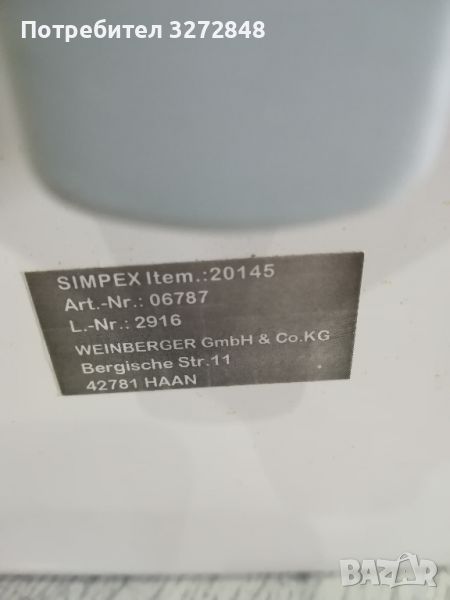 Потребител 3272848
SIMPEX Item.:20145
Art.-Nr.: 06787
L.-Nr.: 2916
WEINBERGER GmbH & Co.KG
Bergische Str.11
42781 HAAN
BAZAR